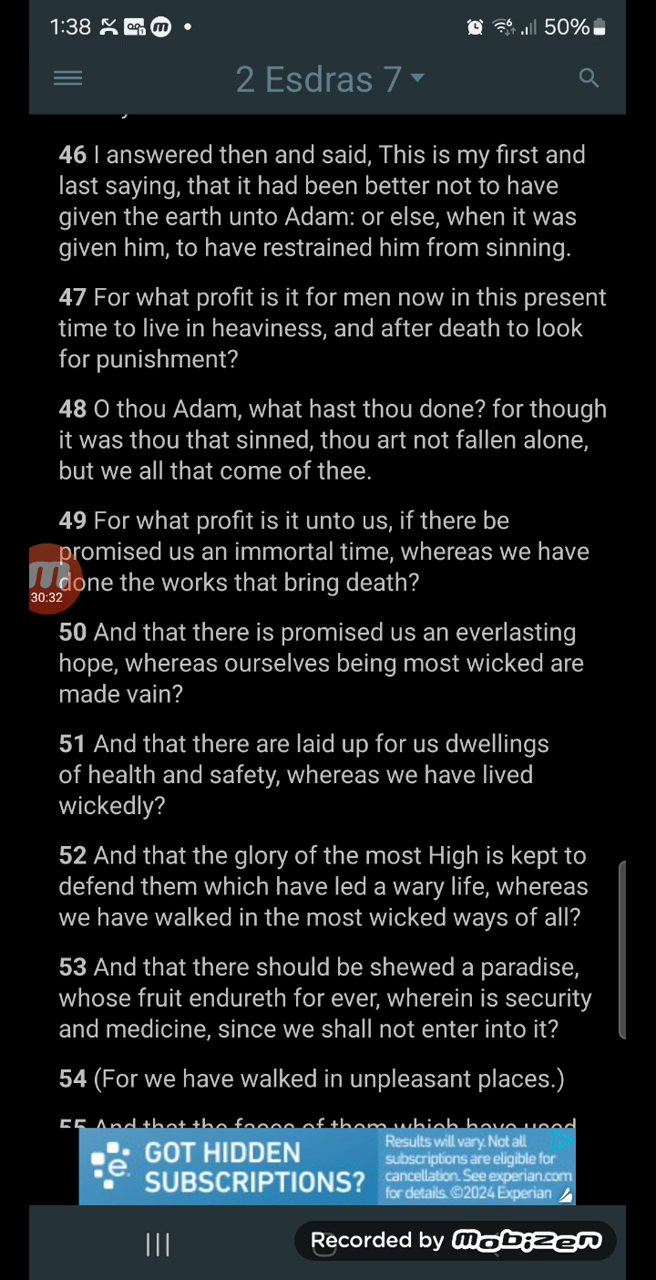 1:38
50%
2 Esdras 7
46 I answered then and said, This is my first and
last saying, that it had been better not to have
given the earth unto Adam: or else, when it was
given him, to have restrained him from sinning.
47 For what profit is it for men now in this present
time to live in heaviness, and after death to look
for punishment?
48 O thou Adam, what hast thou done? for though
it was thou that sinned, thou art not fallen alone,
but we all that come of thee.
49 For what profit is it unto us, if there be
promised us an immortal time, whereas we have
done the works that bring death?
30:32
50 And that there is promised us an everlasting
hope, whereas ourselves being most wicked are
made vain?
51 And that there are laid up for us dwellings
of health and safety, whereas we have lived
wickedly?
52 And that the glory of the most High is kept to
defend them which have led a wary life, whereas
we have walked in the most wicked ways of all?
53 And that there should be shewed a paradise,
whose fruit endureth for ever, wherein is security
and medicine, since we shall not enter into it?
54 (For we have walked in unpleasant places.)
55 And that the faces of them which have used
GOT HIDDEN
SUBSCRIPTIONS?
Results will vary. Not all
subscriptions are eligible for
cancellation. See experian.com
for details. ©2024 Experian
Recorded by mobizen